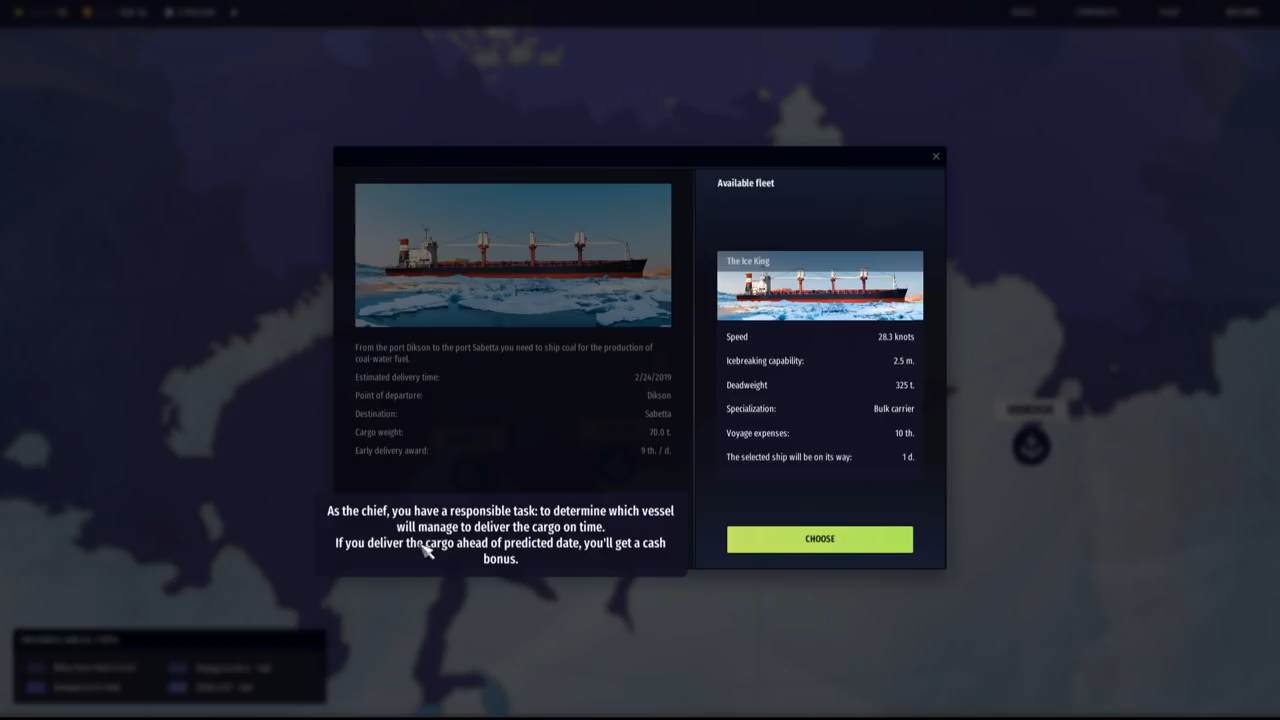 Available fleet
The Ice King
From the port Dikson to the port Sabetta you need to ship coal for the production of
coal-water fuel.
Estimated delivery time: 2/24/2019
Point of departure: Dikson
Destination: Sabetta
Cargo weight: 70.0 t.
Early delivery award: 9 th. / d.
Speed 28.3 knots
Icebreaking capability: 2.5 m.
Deadweight 325 t.
Specialization: Bulk carrier
Voyage expenses: 10 th.
The selected ship will be on its way: 1 d.
As the chief, you have a responsible task: to determine which vessel
will manage to deliver the cargo on time.
If you deliver the cargo ahead of predicted date, you'll get a cash
bonus.
CHOOSE